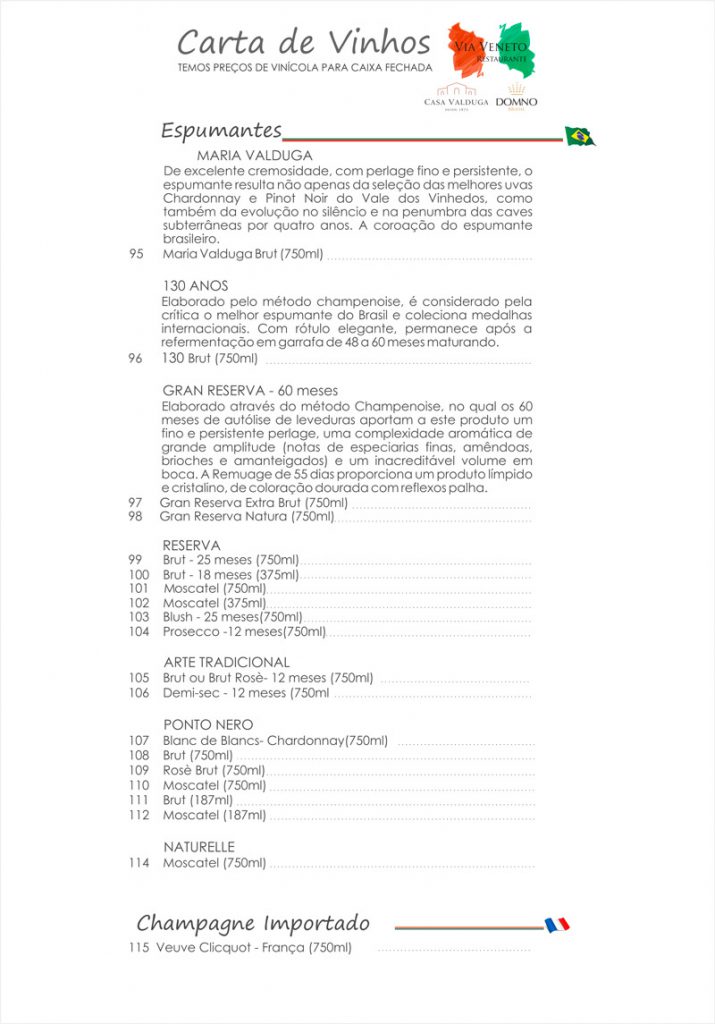 Carta de Vinhos
TEMOS PREÇOS DE VINÍCOLA PARA CAIXA FECHADA
VIA VENETO
RESTAURANTE
CASA VALDUGA
DESDE 1875
DOMNO
Espumantes
MARIA VALDUGA
De excelente cremosidade, com perlage fino e persistente, o
espumante resulta não apenas da seleção das melhores uvas
Chardonnay e Pinot Noir do Vale dos Vinhedos, como
também da evolução no silêncio e na penumbra das caves
subterrâneas por quatro anos. A coroação do espumante
brasileiro.
95 Maria Valduga Brut (750ml)
130 ANOS
Elaborado pelo método champenoise, é considerado pela
crítica o melhor espumante do Brasil e coleciona medalhas
internacionais. Com rótulo elegante, permanece após a
refermentação em garrafa de 48 a 60 meses maturando.
96 130 Brut (750ml)
GRAN RESERVA - 60 meses
Elaborado através do método Champenoise, no qual os 60
meses de autólise de leveduras aportam a este produto um
fino e persistente perlage, uma complexidade aromática de
grande amplitude (notas de especiarias finas, amêndoas,
brioches e amanteigados) e um inacreditável volume em
boca. A Remuage de 55 dias proporciona um produto límpido
e cristalino, de coloração dourada com reflexos palha.
97 Gran Reserva Extra Brut (750ml)
98 Gran Reserva Natura (750ml)
RESERVA
99 Brut - 25 meses (750ml)
100 Brut - 18 meses (375ml)
101 Moscatel (750ml)
102 Moscatel (375ml)
103 Blush - 25 meses(750ml)
104 Prosecco -12 meses(750ml)
ARTE TRADICIONAL
105 Brut ou Brut Rosè- 12 meses (750ml)
106 Demi-sec - 12 meses (750ml
PONTO NERO
107 Blanc de Blancs- Chardonnay(750ml)
108 Brut (750ml)
109 Rosè Brut (750ml)
110 Moscatel (750ml)
111 Brut (187ml)
112 Moscatel (187ml)
NATURELLE
114 Moscatel (750ml)
Champagne Importado
115 Veuve Clicquot - França (750ml)